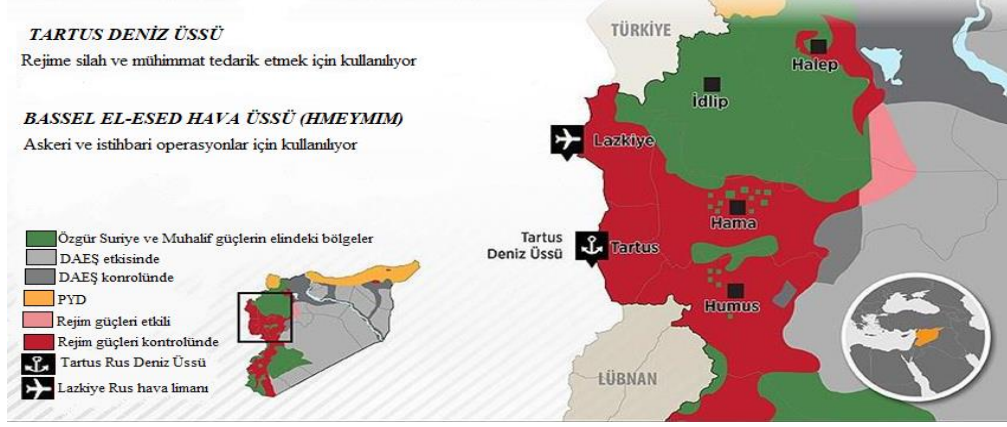 TARTUS DENİZ ÜSSÜ
Rejime silah ve mühimmat tedarik etmek için kullanılıyor
BASSEL EL-ESED HAVA ÜSSÜ (HMEYMIM)
Askeri ve istihbari operasyonlar için kullanılıyor
Özgür Suriye ve Muhalif güçlerin elindeki bölgeler
DAEŞ etkisinde
DAEŞ konrolünde
PYD
Rejim güçleri etkili
Rejim güçleri kontrolünde
Tartus Rus Deniz Üssü
Lazkiye Rus hava limanı
TÜRKİYE
Halep
İdlip
Lazkiye
Hama
Tartus
Deniz Üssü
Tartus
Humus
LÜBNAN